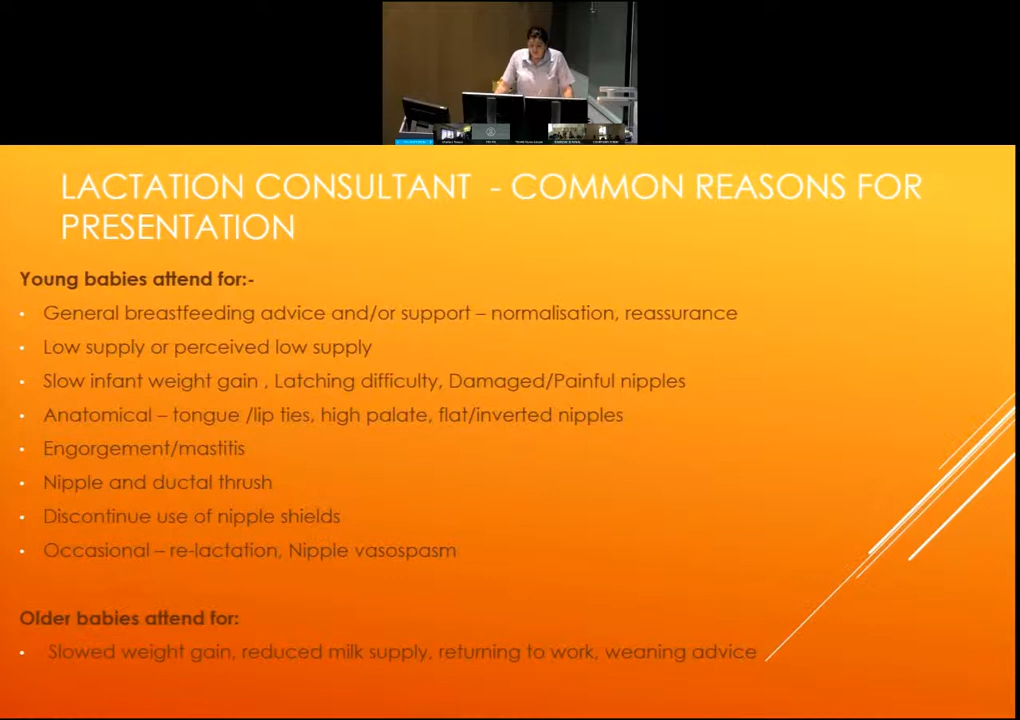 LACTATION CONSULTANT - COMMON REASONS FOR
PRESENTATION
Young babies attend for:-
• General breastfeeding advice and/or support – normalisation, reassurance
• Low supply or perceived low supply
• Slow infant weight gain , Latching difficulty, Damaged/Painful nipples
• Anatomical – tongue /lip ties, high palate, flat/inverted nipples
• Engorgement/mastitis
• Nipple and ductal thrush
• Discontinue use of nipple shields
• Occasional – re-lactation, Nipple vasospasm
Older babies attend for:
• Slowed weight gain, reduced milk supply, returning to work, weaning advice